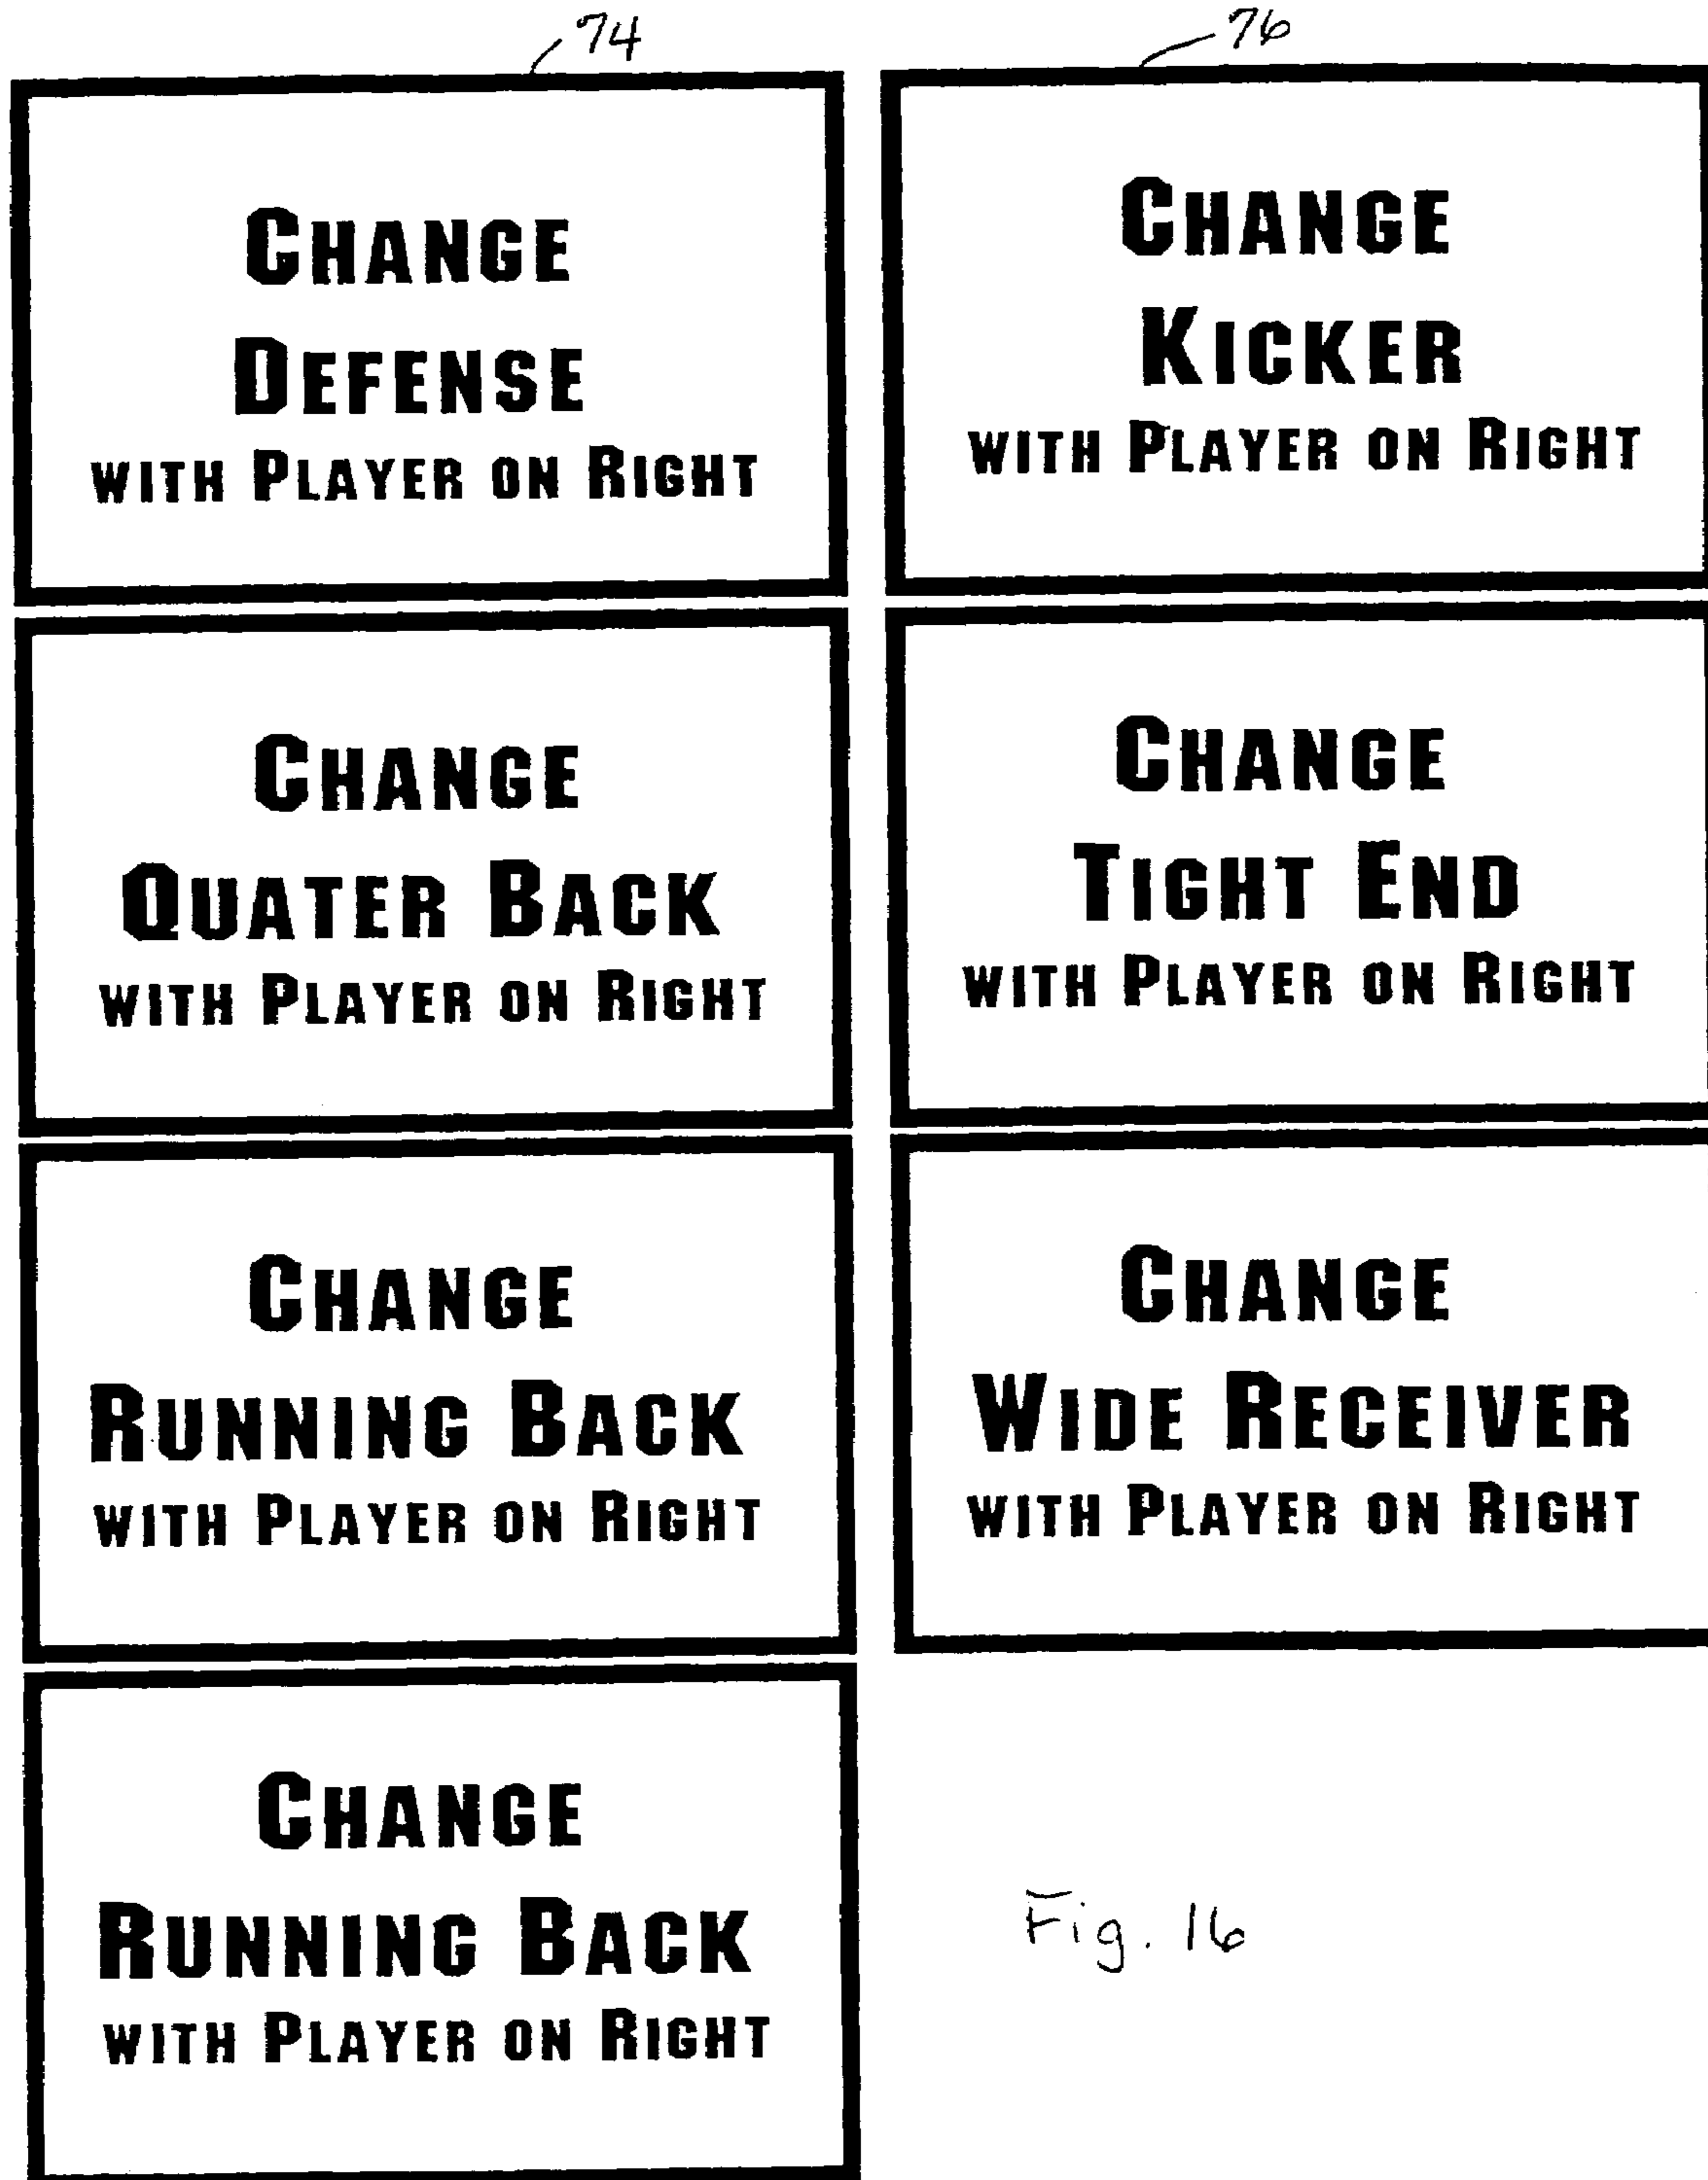 74
76
CHANGE
DEFENSE
WITH PLAYER ON RIGHT
CHANGE
KICKER
WITH PLAYER ON RIGHT
CHANGE
QUATER BACK
WITH PLAYER ON RIGHT
CHANGE
TIGHT END
WITH PLAYER ON RIGHT
CHANGE
RUNNING BACK
WITH PLAYER ON RIGHT
CHANGE
WIDE RECEIVER
WITH PLAYER ON RIGHT
CHANGE
RUNNING BACK
WITH PLAYER ON RIGHT
Fig. 16